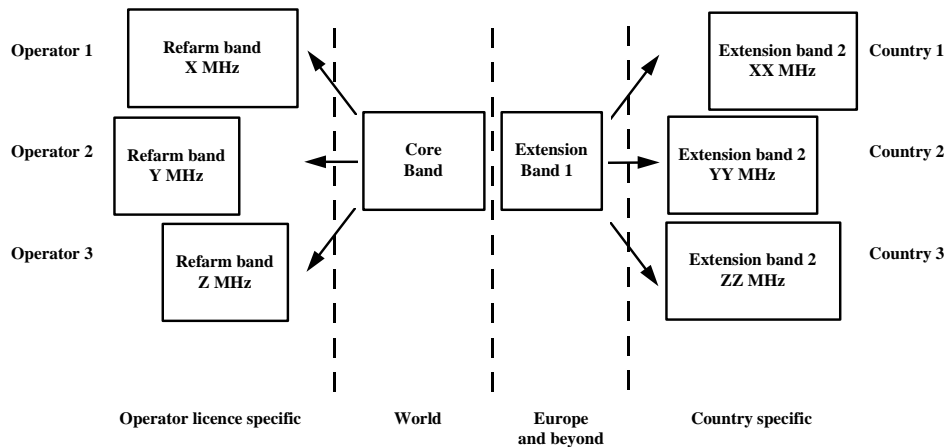 Operator 1
Refarm band
X MHz
Extension band 2
XX MHz
Country 1
Operator 2
Refarm band
Y MHz
Core
Band
Extension
Band 1
Extension band 2
YY MHz
Country 2
Operator 3
Refarm band
Z MHz
Extension band 2
ZZ MHz
Country 3
Operator licence specific
World
Europe
and beyond
Country specific